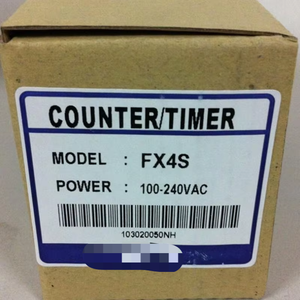 COUNTER/TIMER
MODEL : FX4S
POWER : 100-240VAC
103020050NH